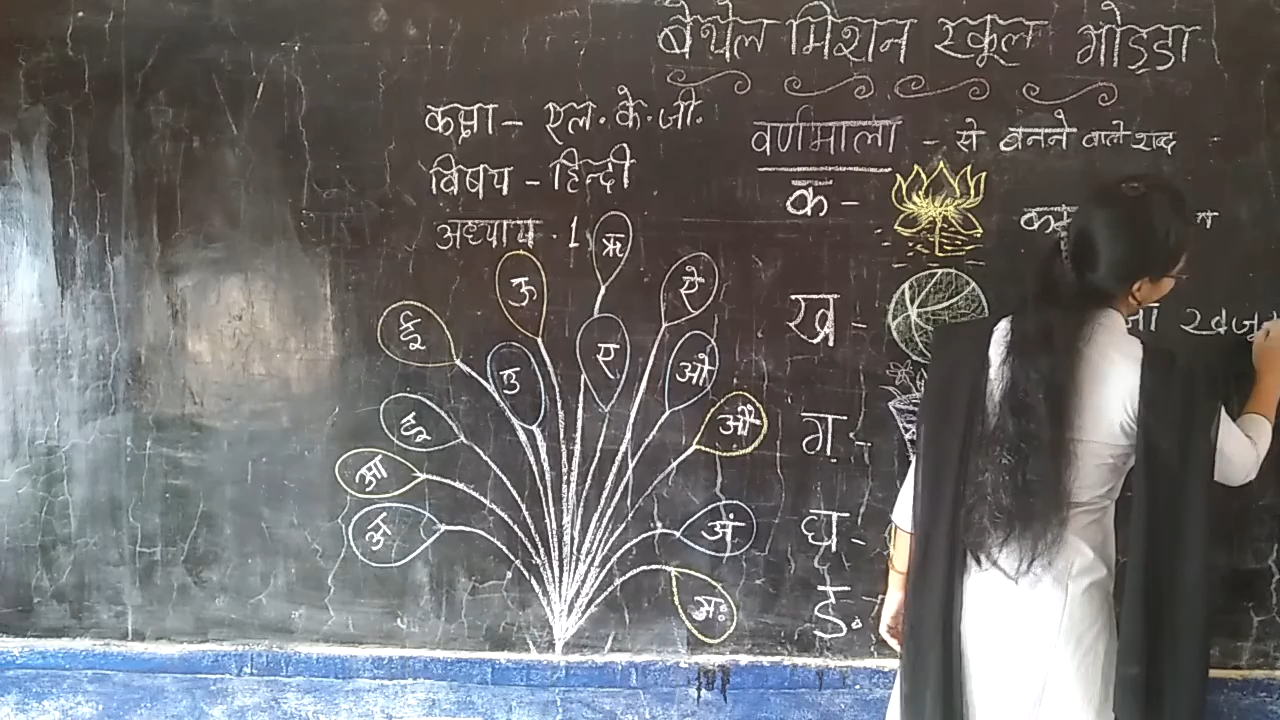 बेथेल मिशन स्कूल गोड्डा
कक्षा - एल. के. जी.
विषय - हिन्दी
अध्याय - 1
वर्णमाला - से बनने वाले शब्द
क -
ख -
ग -
घ -
ङ -
ऋ
ऊ
ऐ
ई
उ
ए
ओ
इ
औ
आ
अ
अं
अः